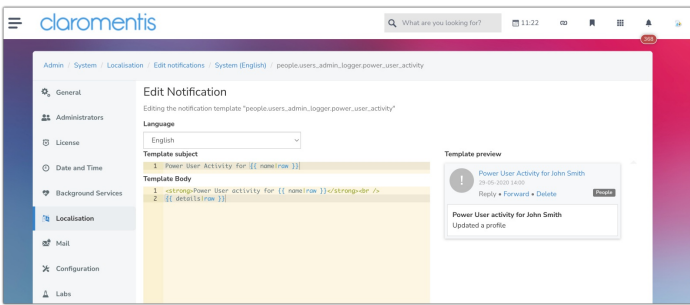 claromentis
What are you looking for?
11:22
368
Admin / System / Localisation / Edit notifications / System (English) / people.users_admin_logger.power_user_activity
General
Administrators
License
Date and Time
Background Services
Localisation
Mail
Configuration
Labs
Edit Notification
Editing the notification template "people.users_admin_logger.power_user_activity"
Language
English
Template subject
1 Power User Activity for {{ name|raw }}
Template Body
1 <strong>Power User activity for {{ name|raw }}</strong><br />
2 {{ details|raw }}
Template preview
Power User Activity for John Smith
29-05-2020 14:00
Reply • Forward • Delete
People
Power User activity for John Smith
Updated a profile